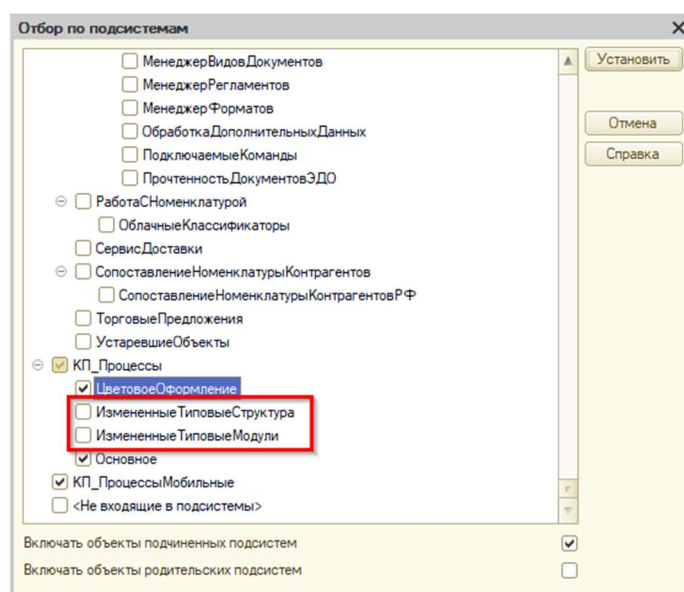 Отбор по подсистемам
МенеджерВидовДокументов
Установить
МенеджерРегламентов
МенеджерФорматов
Отмена
ОбработкаДополнительныхДанных
ПодключаемыеКоманды
Справка
ПрочтенностьДокументовЭДО
РаботаСНоменклатурой
ОблачныеКлассификаторы
СервисДоставки
СопоставлениеНоменклатурыКонтрагентов
СопоставлениеНоменклатурыКонтрагентовРФ
ТорговыеПредложения
УстаревшиеОбъекты
КП_Процессы
ЦветовоеОформление
ИзмененныеТиповыеСтруктура
ИзмененныеТиповыеМодули
Основное
КП_ПроцессыМобильные
<Не входящие в подсистемы>
Включать объекты подчиненных подсистем
Включать объекты родительских подсистем